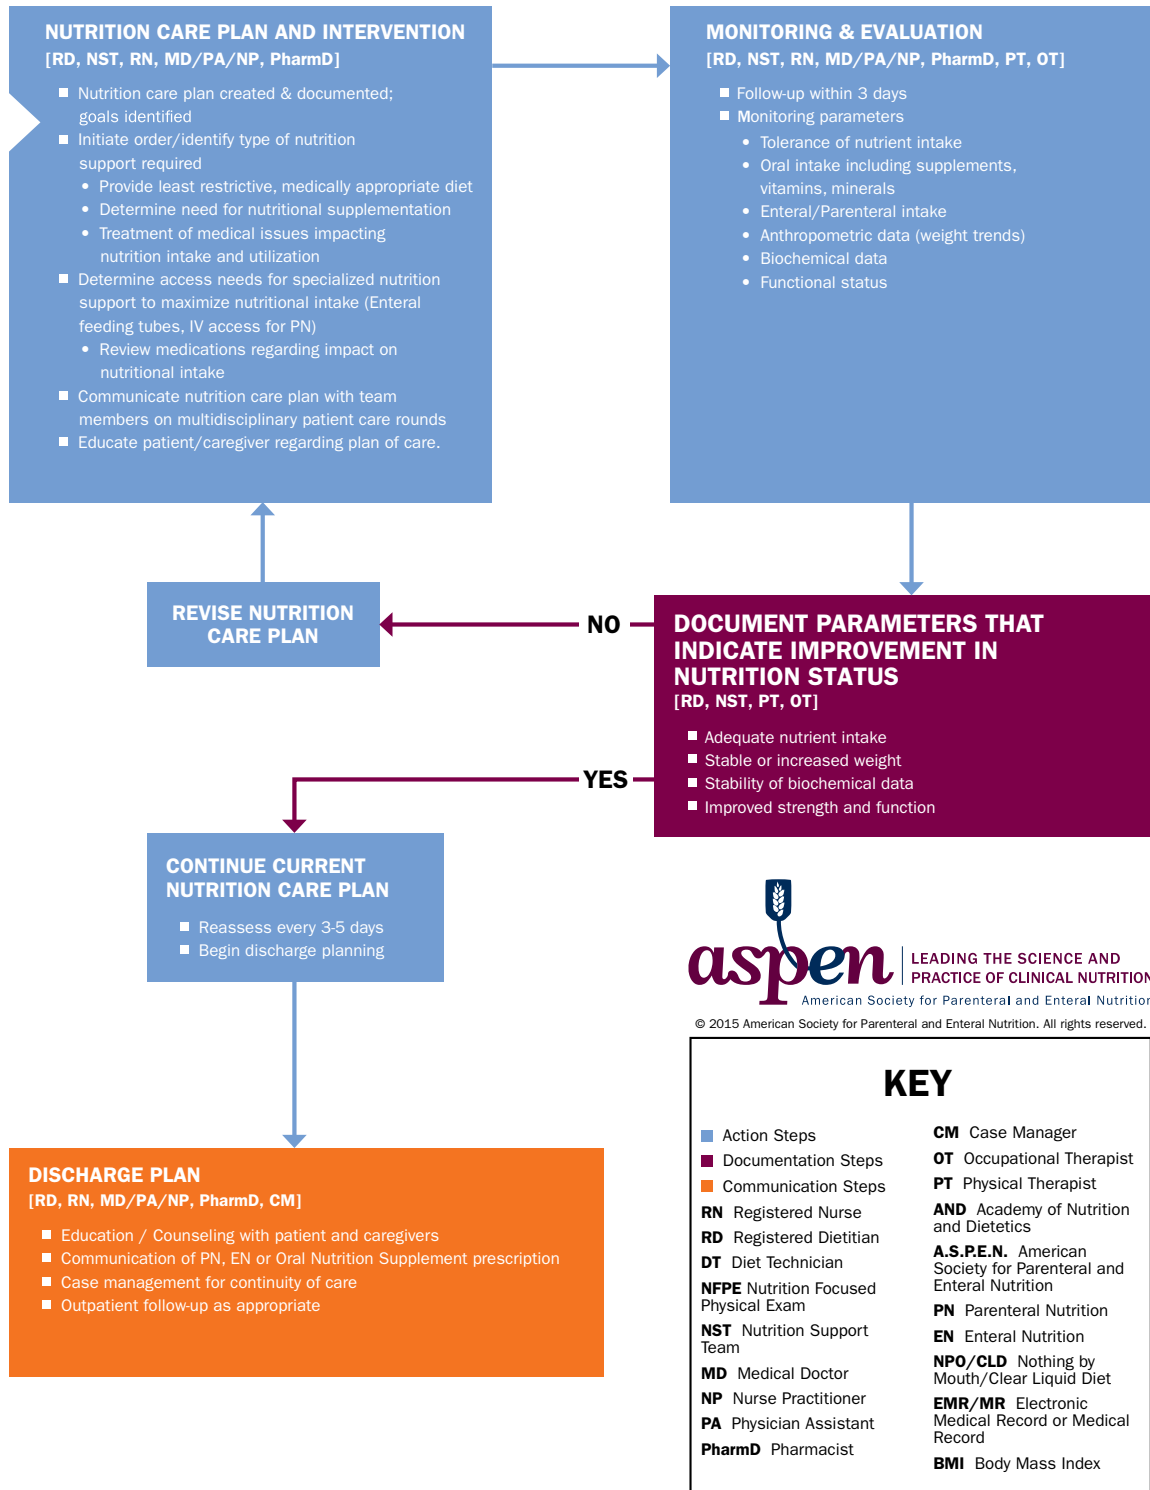 NUTRITION CARE PLAN AND INTERVENTION
[RD, NST, RN, MD/PA/NP, PharmD]
Nutrition care plan created & documented;
goals identified
Initiate order/identify type of nutrition
support required
Provide least restrictive, medically appropriate diet
Determine need for nutritional supplementation
Treatment of medical issues impacting
nutrition intake and utilization
Determine access needs for specialized nutrition
support to maximize nutritional intake (Enteral
feeding tubes, IV access for PN)
Review medications regarding impact on
nutritional intake
Communicate nutrition care plan with team
members on multidisciplinary patient care rounds
Educate patient/caregiver regarding plan of care.
MONITORING & EVALUATION
[RD, NST, RN, MD/PA/NP, PharmD, PT, OT]
Follow-up within 3 days
Monitoring parameters
Tolerance of nutrient intake
Oral intake including supplements,
vitamins, minerals
Enteral/Parenteral intake
Anthropometric data (weight trends)
Biochemical data
Functional status
REVISE NUTRITION
CARE PLAN
NO
DOCUMENT PARAMETERS THAT
INDICATE IMPROVEMENT IN
NUTRITION STATUS
[RD, NST, PT, OT]
Adequate nutrient intake
Stable or increased weight
Stability of biochemical data
Improved strength and function
YES
CONTINUE CURRENT
NUTRITION CARE PLAN
Reassess every 3-5 days
Begin discharge planning
DISCHARGE PLAN
[RD, RN, MD/PA/NP, PharmD, CM]
Education / Counseling with patient and caregivers
Communication of PN, EN or Oral Nutrition Supplement prescription
Case management for continuity of care
Outpatient follow-up as appropriate
aspen
LEADING THE SCIENCE AND
PRACTICE OF CLINICAL NUTRITION
American Society for Parenteral and Enteral Nutrition
© 2015 American Society for Parenteral and Enteral Nutrition. All rights reserved.
KEY
Action Steps
Documentation Steps
Communication Steps
RN Registered Nurse
RD Registered Dietitian
DT Diet Technician
NFPE Nutrition Focused
Physical Exam
NST Nutrition Support
Team
MD Medical Doctor
NP Nurse Practitioner
PA Physician Assistant
PharmD Pharmacist
CM Case Manager
OT Occupational Therapist
PT Physical Therapist
AND Academy of Nutrition
and Dietetics
A.S.P.E.N. American
Society for Parenteral and
Enteral Nutrition
PN Parenteral Nutrition
EN Enteral Nutrition
NPO/CLD Nothing by
Mouth/Clear Liquid Diet
EMR/MR Electronic
Medical Record or Medical
Record
BMI Body Mass Index